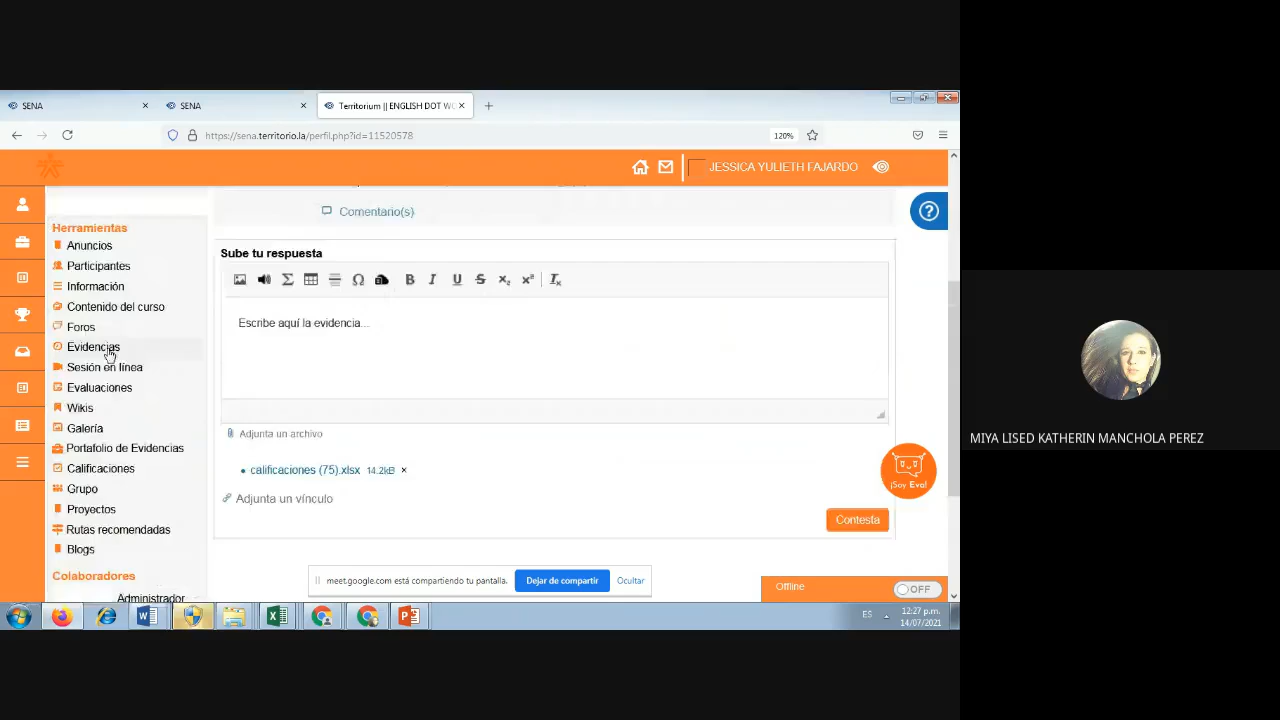 SENA
SENA
Territorium || ENGLISH DOT WO
https://sena.territorio.la/perfil.php?id=11520578
120%
JESSICA YULIETH FAJARDO
Comentario(s)
Herramientas
Anuncios
Participantes
Información
Contenido del curso
Foros
Evidencias
Sesión en línea
Evaluaciones
Wikis
Galería
Portafolio de Evidencias
Calificaciones
Grupo
Proyectos
Rutas recomendadas
Blogs
Colaboradores
Administrador
Sube tu respuesta
Escribe aquí la evidencia...
Adjunta un archivo
calificaciones (75).xlsx 14.2kB ×
Adjunta un vínculo
¡Soy Eva!
Contesta
meet.google.com está compartiendo tu pantalla.
Dejar de compartir
Ocultar
Offline
OFF
ES
12:27 p.m.
14/07/2021
MIYA LISED KATHERIN MANCHOLA PEREZ